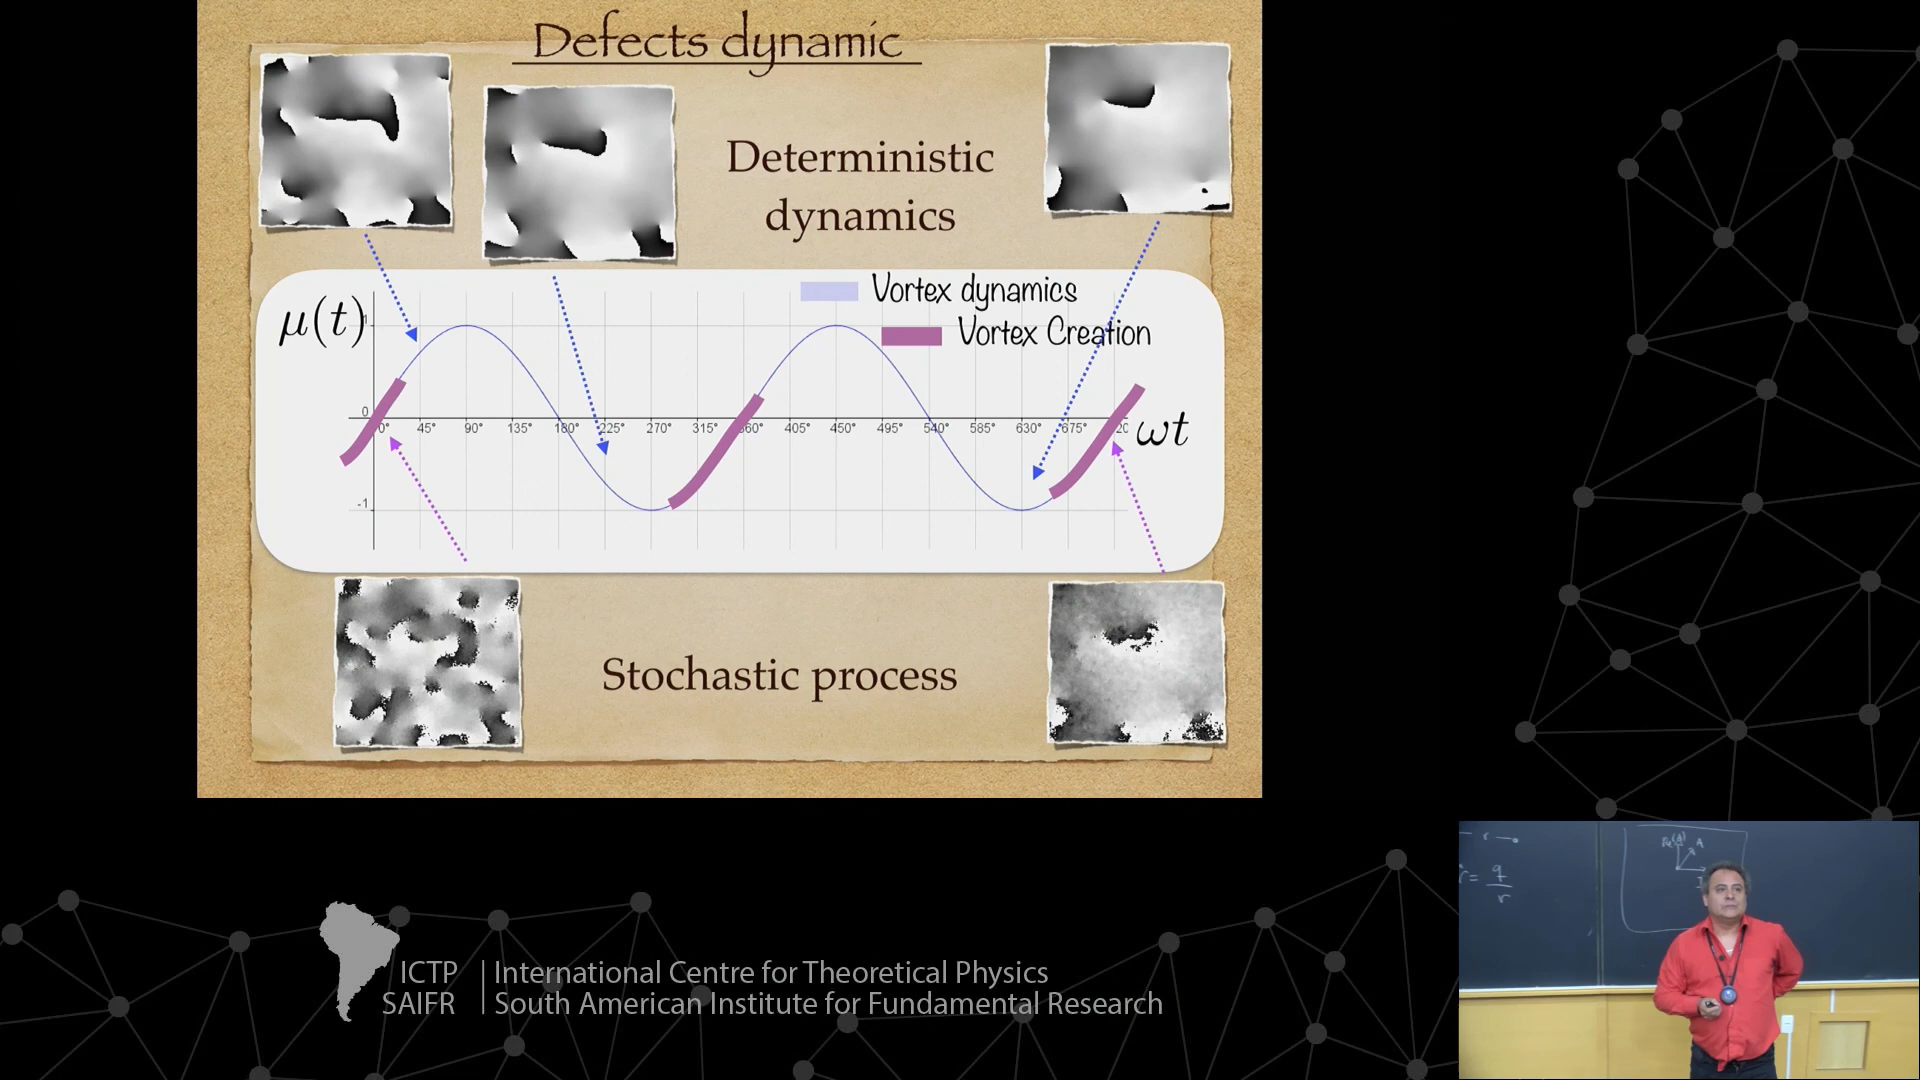 Defects dynamic
Deterministic
dynamics
Vortex dynamics
Vortex Creation
μ(t)
1
0
0° 45° 90° 135° 180° 225° 270° 315° 360° 405° 450° 495° 540° 585° 630° 675°
ωt
-1
Stochastic process
A
q
r
ICTP
SAIFR
International Centre for Theoretical Physics
South American Institute for Fundamental Research